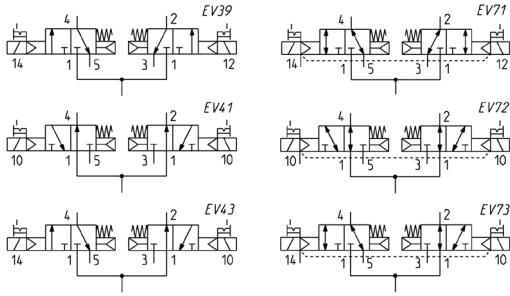 4 2 EV39
14 1 5 3 1 12
4 2 EV71
14 1 5 3 1 12
4 2 EV41
10 1 5 3 1 10
4 2 EV72
10 1 5 3 1 10
4 2 EV43
14 1 5 3 1 10
4 2 EV73
14 1 5 3 1 10